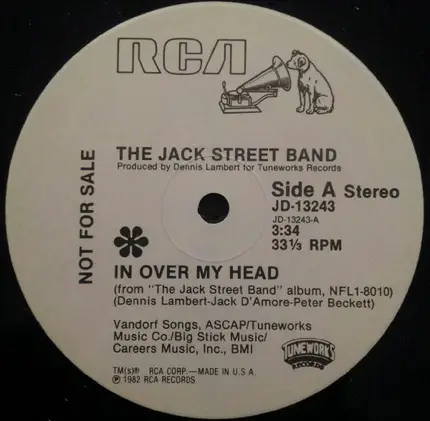 RCA
NOT FOR SALE
THE JACK STREET BAND
Produced by Dennis Lambert for Tuneworks Records
Side A Stereo
JD-13243
JD-13243-A
3:34
33⅓ RPM
IN OVER MY HEAD
(from "The Jack Street Band" album, NFL1-8010)
(Dennis Lambert-Jack D'Amore-Peter Beckett)
Vandorf Songs, ASCAP/Tuneworks
Music Co./Big Stick Music/
Careers Music, Inc., BMI
TUNEWORKS
TM(s)® RCA CORP.—MADE IN U.S.A.
℗ 1982 RCA RECORDS